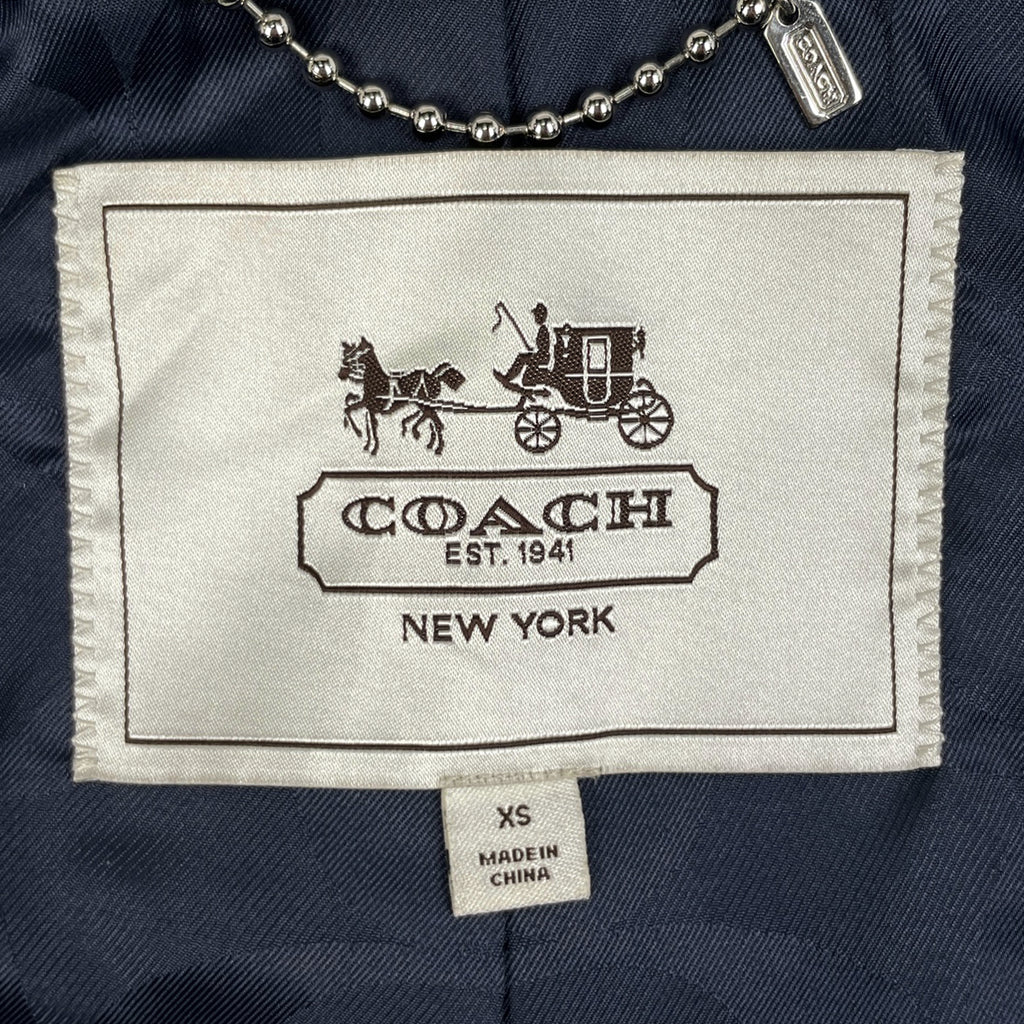 COACH
COACH
EST. 1941
NEW YORK
XS
MADE IN
CHINA